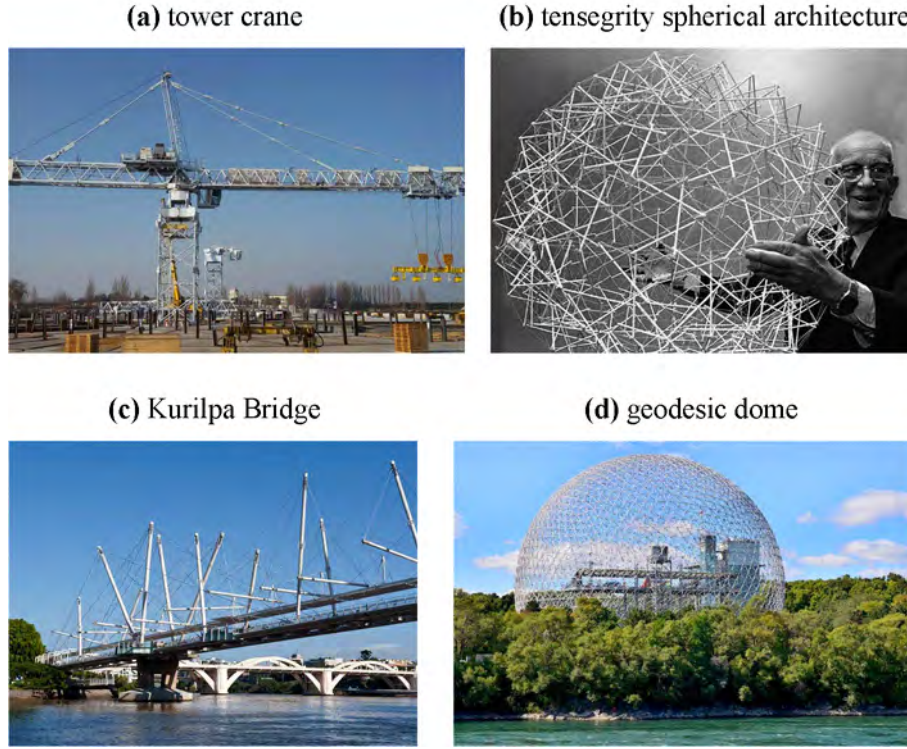 (a) tower crane
(b) tensegrity spherical architecture
(c) Kurilpa Bridge
(d) geodesic dome